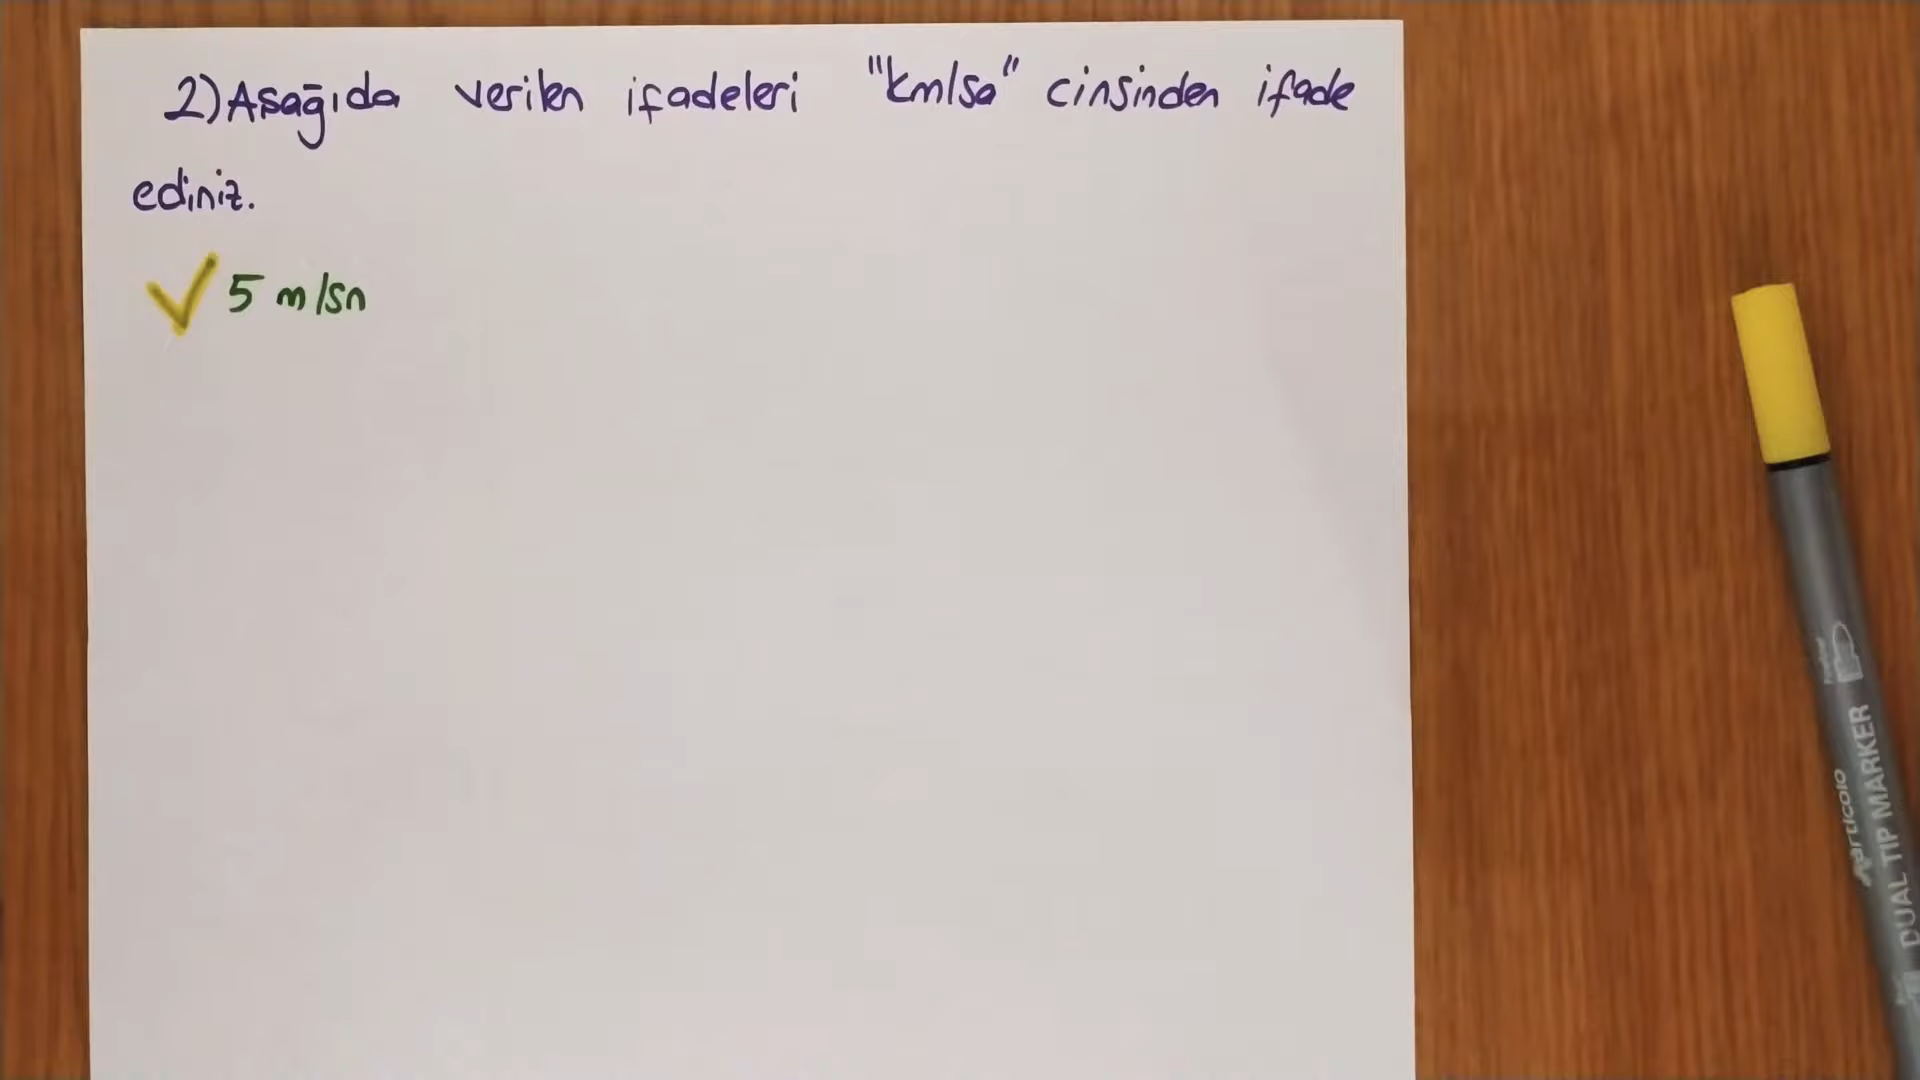 2) Aşağıda verilen ifadeleri "km/sa" cinsinden ifade
ediniz.
5 m/sn
articolo
DUAL TIP MARKER